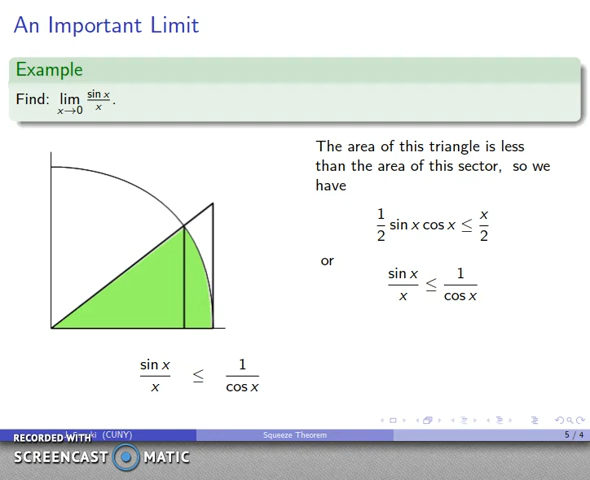 An Important Limit
Example
Find: lim x→0 sin x / x .
The area of this triangle is less
than the area of this sector, so we
have
1/2 sin x cos x ≤ x/2
or
sin x / x ≤ 1 / cos x
sin x / x ≤ 1 / cos x
(CUNY) Squeeze Theorem 5 / 4
RECORDED WITH
SCREENCAST MATIC